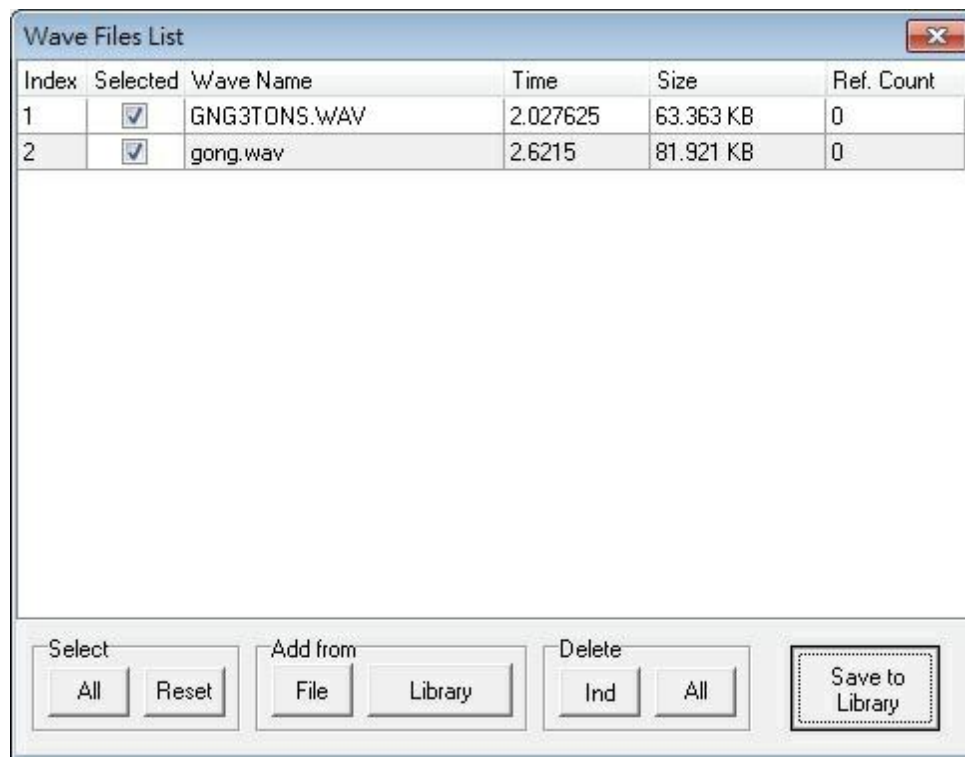 Wave Files List
Index Selected Wave Name Time Size Ref. Count
1 GNG3TONS.WAV 2.027625 63.363 KB 0
2 gong.wav 2.6215 81.921 KB 0
Select Add from Delete
All Reset File Library Ind All Save to
Library